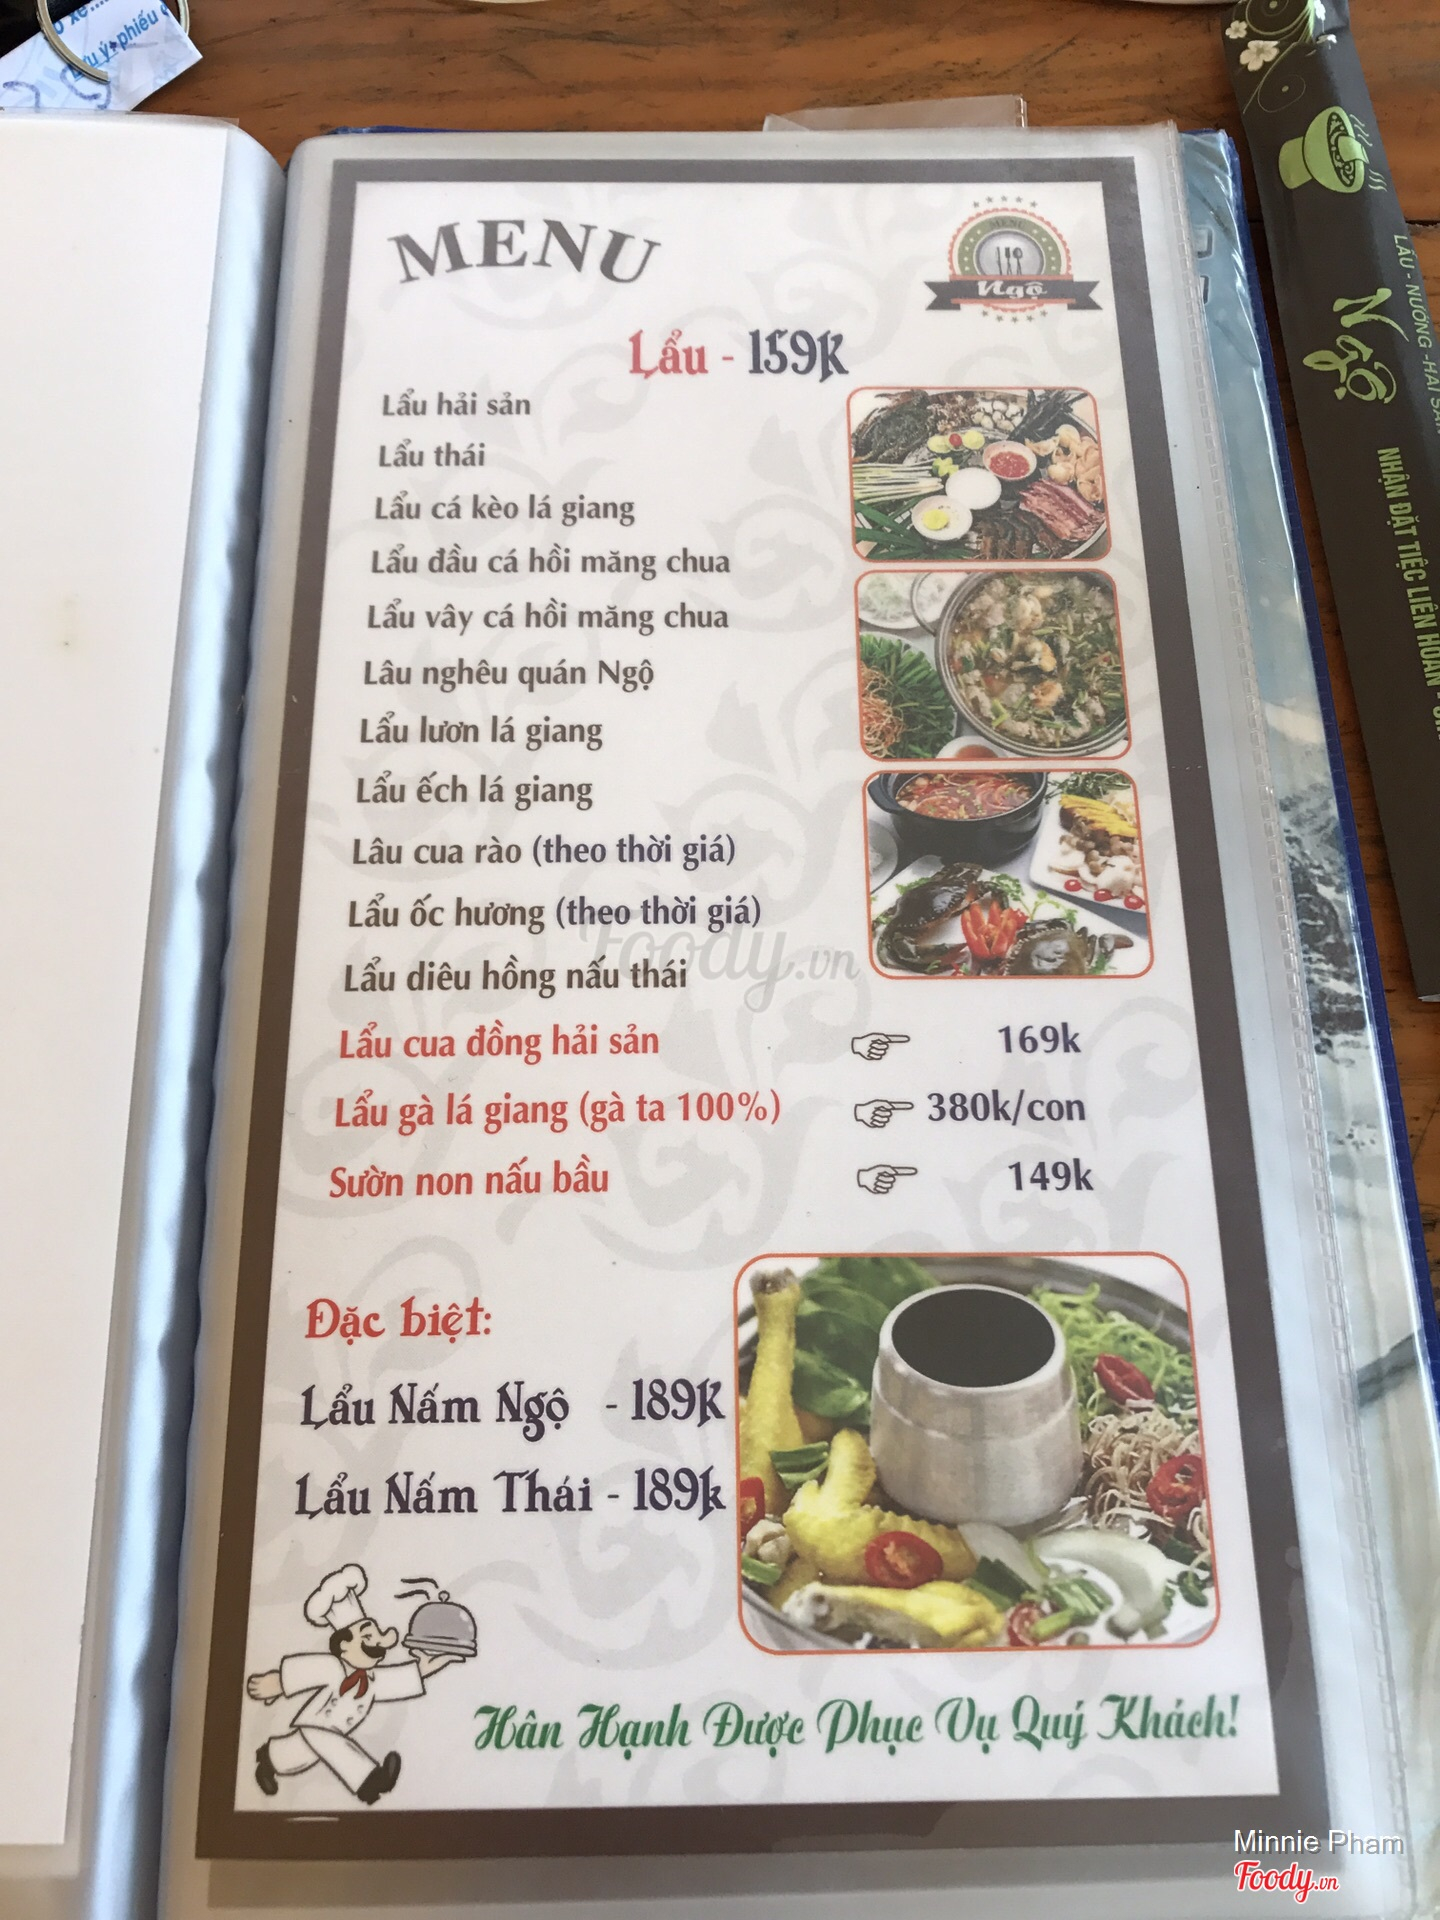 Lưu ý: phiếu
MENU
MENU
Ngộ
Lẩu - 159K
Lẩu hải sản
Lẩu thái
Lẩu cá kèo lá giang
Lẩu đầu cá hồi măng chua
Lẩu vây cá hồi măng chua
Lâu nghêu quán Ngộ
Lẩu lươn lá giang
Lẩu ếch lá giang
Lâu cua rào (theo thời giá)
Lẩu ốc hương (theo thời giá)
Lẩu diêu hồng nấu thái
Lẩu cua đồng hải sản 169k
Lẩu gà lá giang (gà ta 100%) 380k/con
Sườn non nấu bầu 149k
Đặc biệt:
Lẩu Nấm Ngộ - 189K
Lẩu Nấm Thái - 189k
Hân Hạnh Được Phục Vụ Quý Khách!
LẨU - NƯỚNG - HẢI SẢN
Ngộ
NHẬN ĐẶT TIỆC LIÊN HOAN -
Foody.vn
Minnie Pham
Foody.vn